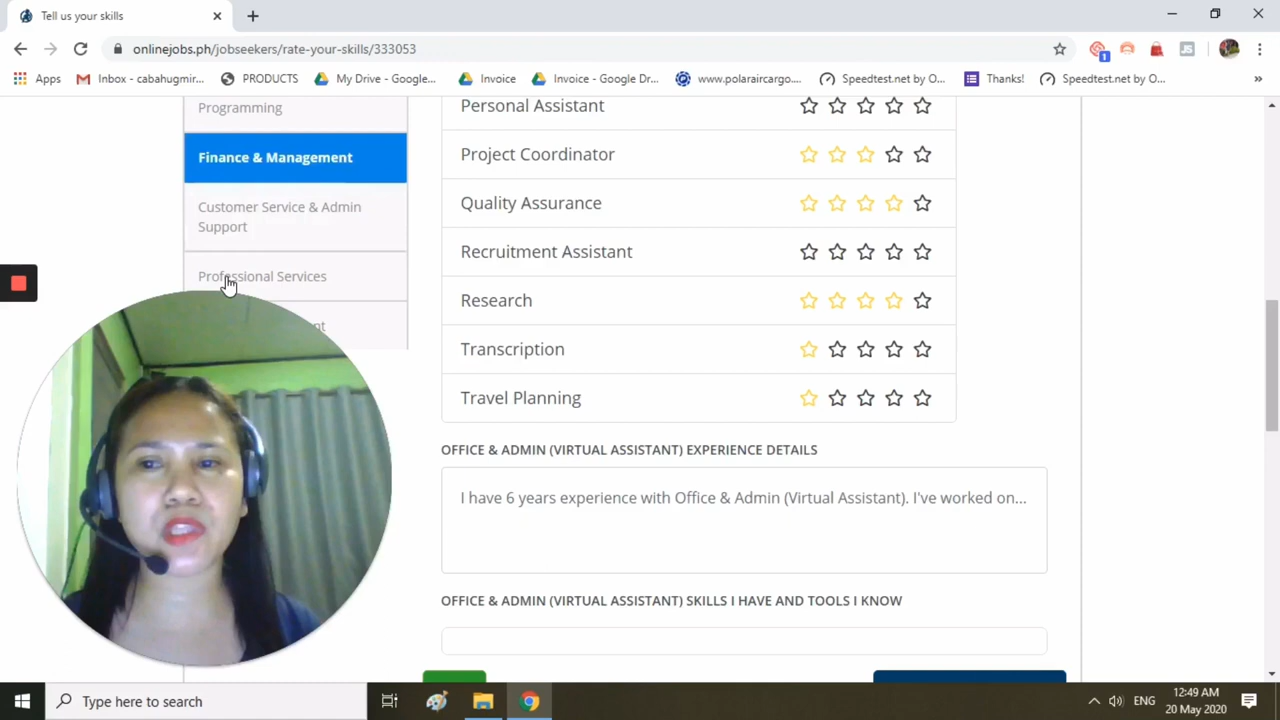 Tell us your skills
onlinejobs.ph/jobseekers/rate-your-skills/333053
1
Apps
Inbox - cabahugmir...
PRODUCTS
My Drive - Google...
Invoice
Invoice - Google Dr...
www.polaraircargo....
Speedtest.net by O...
Thanks!
Speedtest.net by O...
»
Programming
Finance & Management
Customer Service & Admin
Support
Professional Services
Personal Assistant
Project Coordinator
Quality Assurance
Recruitment Assistant
Research
Transcription
Travel Planning
OFFICE & ADMIN (VIRTUAL ASSISTANT) EXPERIENCE DETAILS
I have 6 years experience with Office & Admin (Virtual Assistant). I've worked on...
OFFICE & ADMIN (VIRTUAL ASSISTANT) SKILLS I HAVE AND TOOLS I KNOW
Type here to search
ENG
12:49 AM
20 May 2020